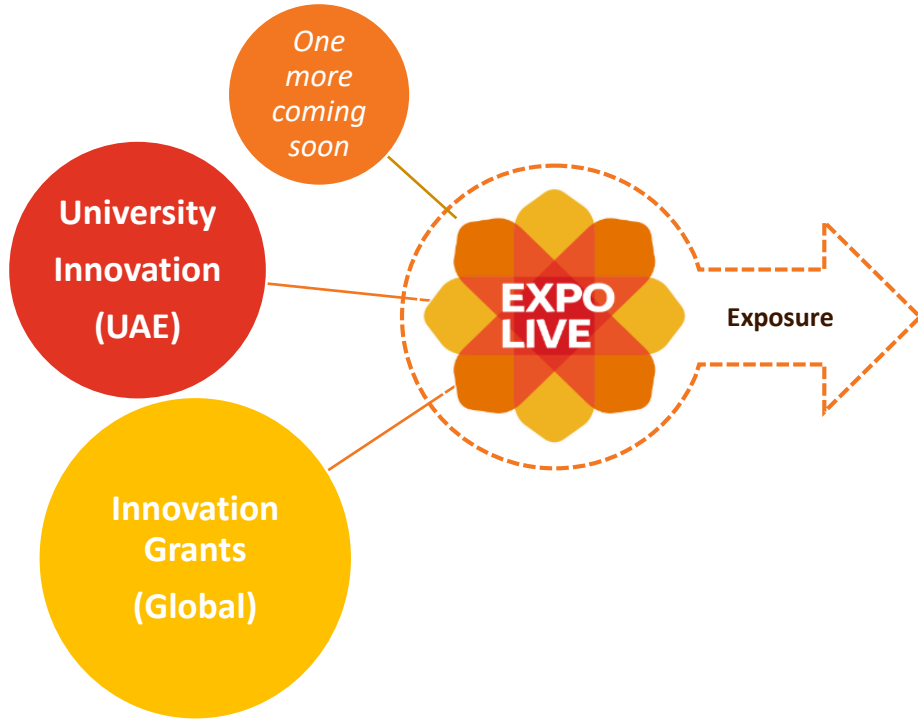 One
more
coming
soon
University
Innovation
(UAE)
Innovation
Grants
(Global)
EXPO
LIVE
Exposure